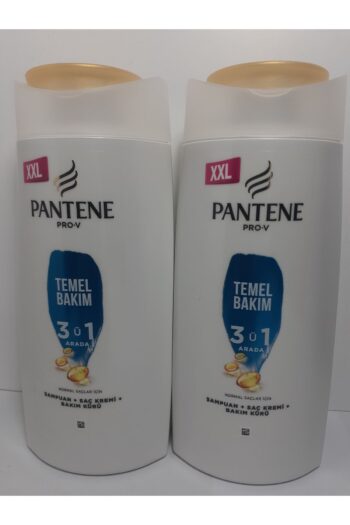 XXL
PANTENE
PRO-V
TEMEL
BAKIM
3 ü 1
ARADA
NORMAL SAÇLAR İÇİN
ŞAMPUAN + SAÇ KREMİ +
BAKIM KÜRÜ
XXL
PANTENE
PRO-V
TEMEL
BAKIM
3 ü 1
ARADA
NORMAL SAÇLAR İÇİN
ŞAMPUAN + SAÇ KREMİ +
BAKIM KÜRÜ